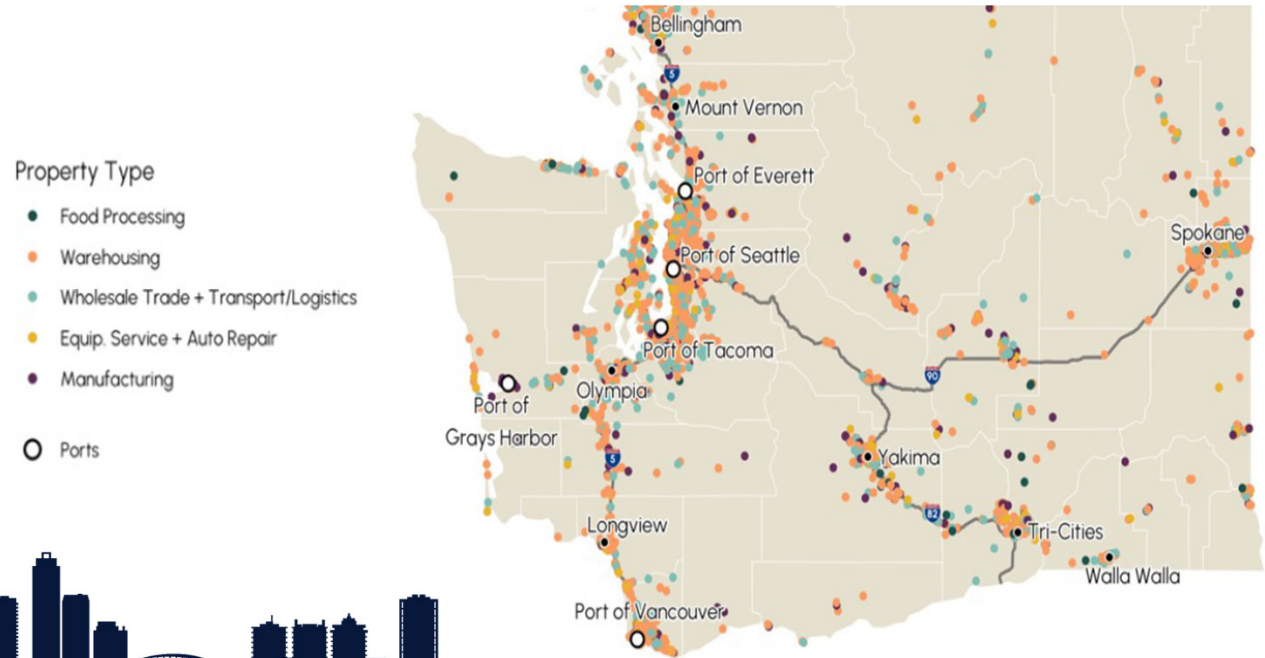 Property Type
Food Processing
Warehousing
Wholesale Trade + Transport/Logistics
Equip. Service + Auto Repair
Manufacturing
Ports
Bellingham
5
Mount Vernon
Port of Everett
Port of Seattle
Spokane
Port of Tacoma
90
Olympia
Port of
Grays Harbor
5
Yakima
82
Longview
Tri-Cities
Walla Walla
Port of Vancouver